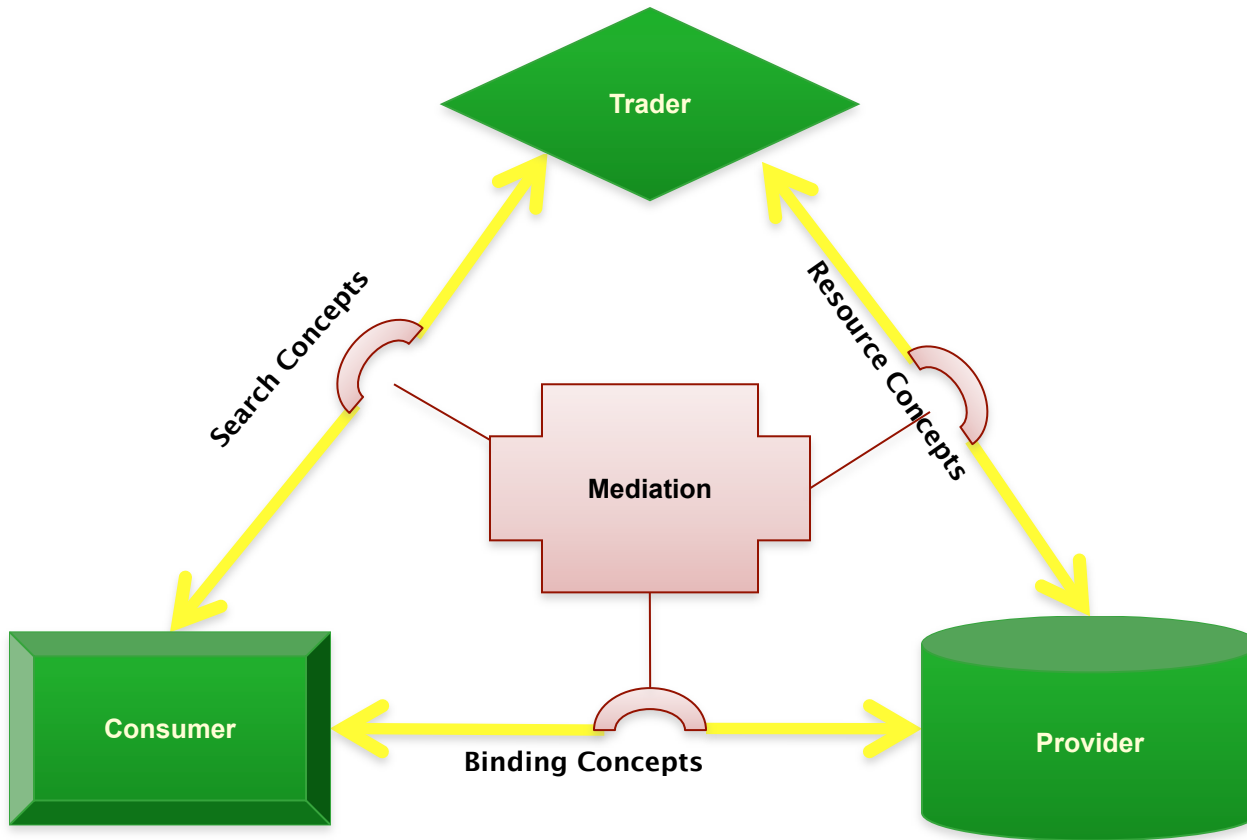 Trader
Search Concepts
Resource Concepts
Mediation
Consumer
Binding Concepts
Provider